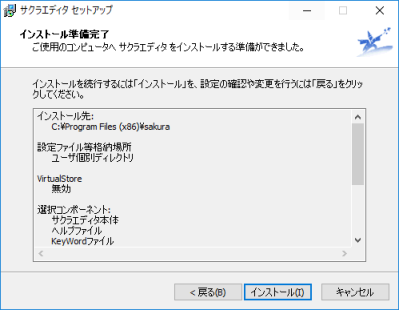 サクラエディタ セットアップ
インストール準備完了
ご使用のコンピュータへ サクラエディタ をインストールする準備ができました。
インストールを続行するには「インストール」を、設定の確認や変更を行うには「戻る」をクリッ
クしてください。
インストール先:
C:¥Program Files (x86)¥sakura
設定ファイル等格納場所
ユーザ個別ディレクトリ
VirtualStore
無効
選択コンポーネント:
サクラエディタ本体
ヘルプファイル
KeyWordファイル
< 戻る(B)
インストール(I)
キャンセル